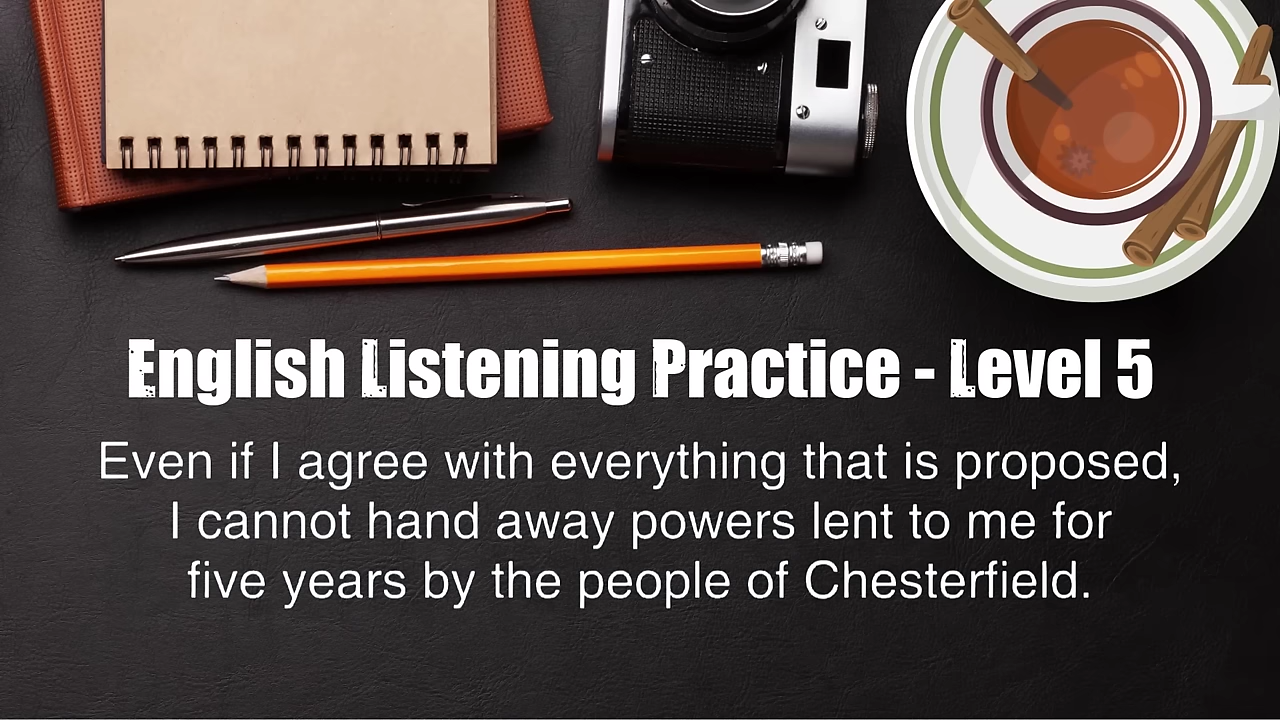 English Listening Practice - Level 5
Even if I agree with everything that is proposed,
I cannot hand away powers lent to me for
five years by the people of Chesterfield.